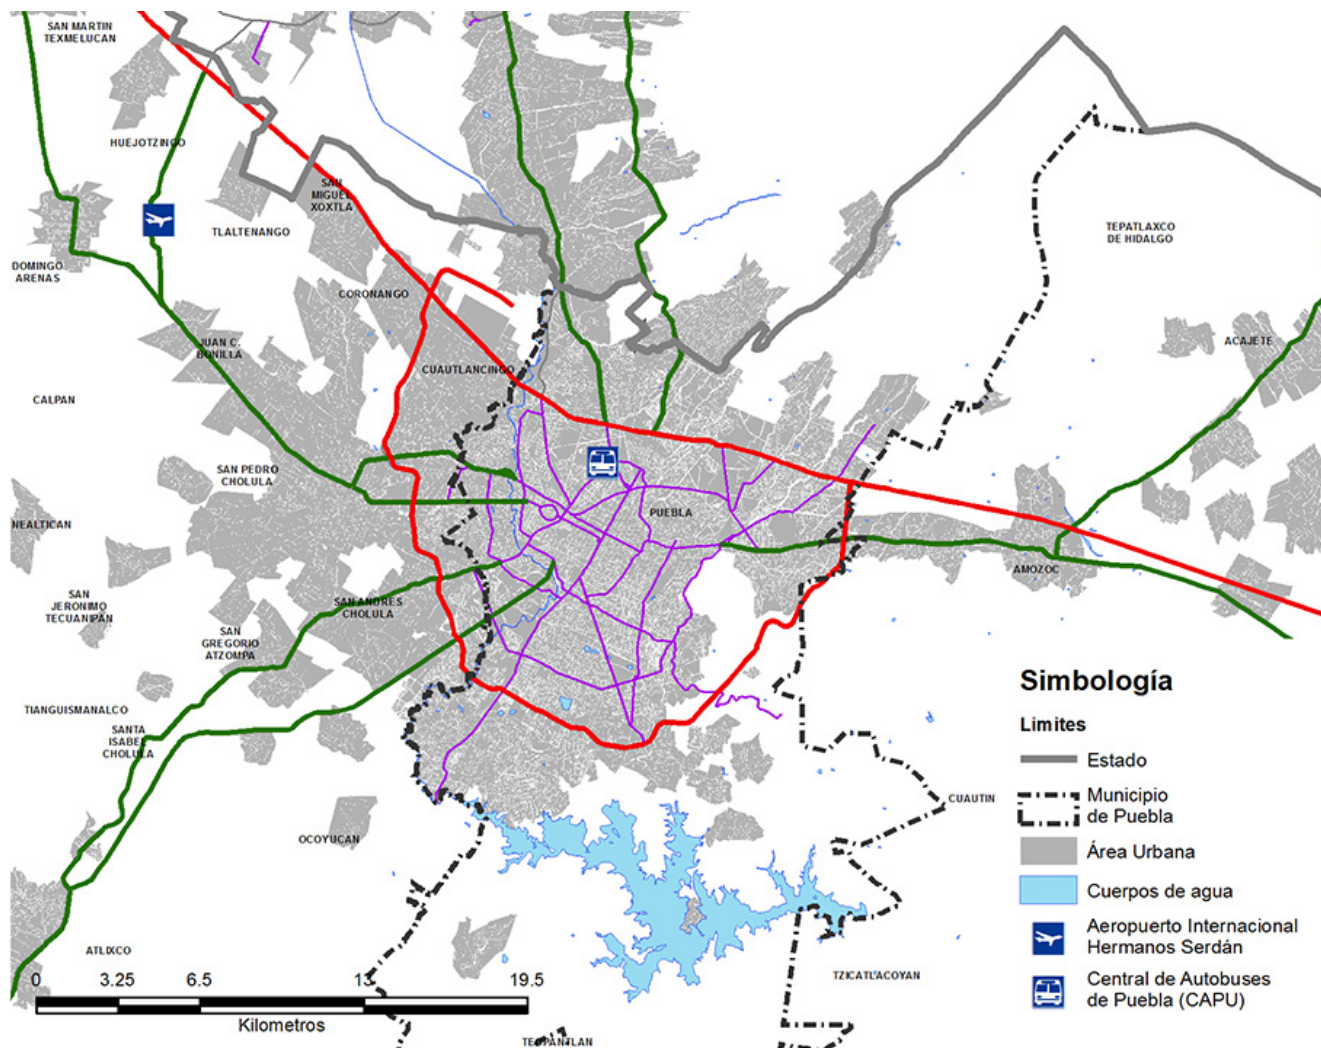 SAN MARTIN
TEXMELUCAN
HUEJOTZINGO
SAN
MIGUEL
XOXTLA
TLALTENANGO
TEPATLAXCO
DE HIDALGO
DOMINGO
ARENAS
CORONANGO
JUAN C.
BONILLA
ACAJETE
CUAUTLANCINGO
CALPAN
SAN PEDRO
CHOLULA
PUEBLA
NEALTICAN
AMOZOC
SAN
JERONIMO
TECUANIPAN
SAN ANDRES
CHOLULA
SAN
GREGORIO
ATZOMPA
TIANGUISMANALCO
SANTA
ISABEL
CHOLULA
CUAUTIN
OCOYUCAN
ATLIXCO
TZICATLACOYAN
TEOPANTLAN
0 3.25 6.5 13 19.5
Kilometros
Simbología
Limites
Estado
Municipio
de Puebla
Área Urbana
Cuerpos de agua
Aeropuerto Internacional
Hermanos Serdán
Central de Autobuses
de Puebla (CAPU)